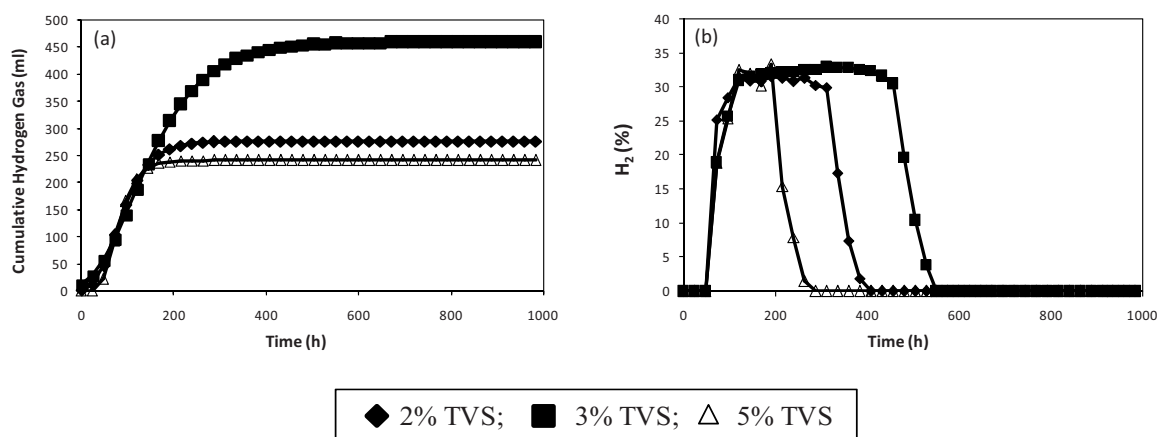 (a)
Cumulative Hydrogen Gas (ml)
500
450
400
350
300
250
200
150
100
50
0
0 200 400 600 800 1000
Time (h)
(b)
H₂ (%)
40
35
30
25
20
15
10
5
0
0 200 400 600 800 1000
Time (h)
2% TVS; 3% TVS; 5% TVS